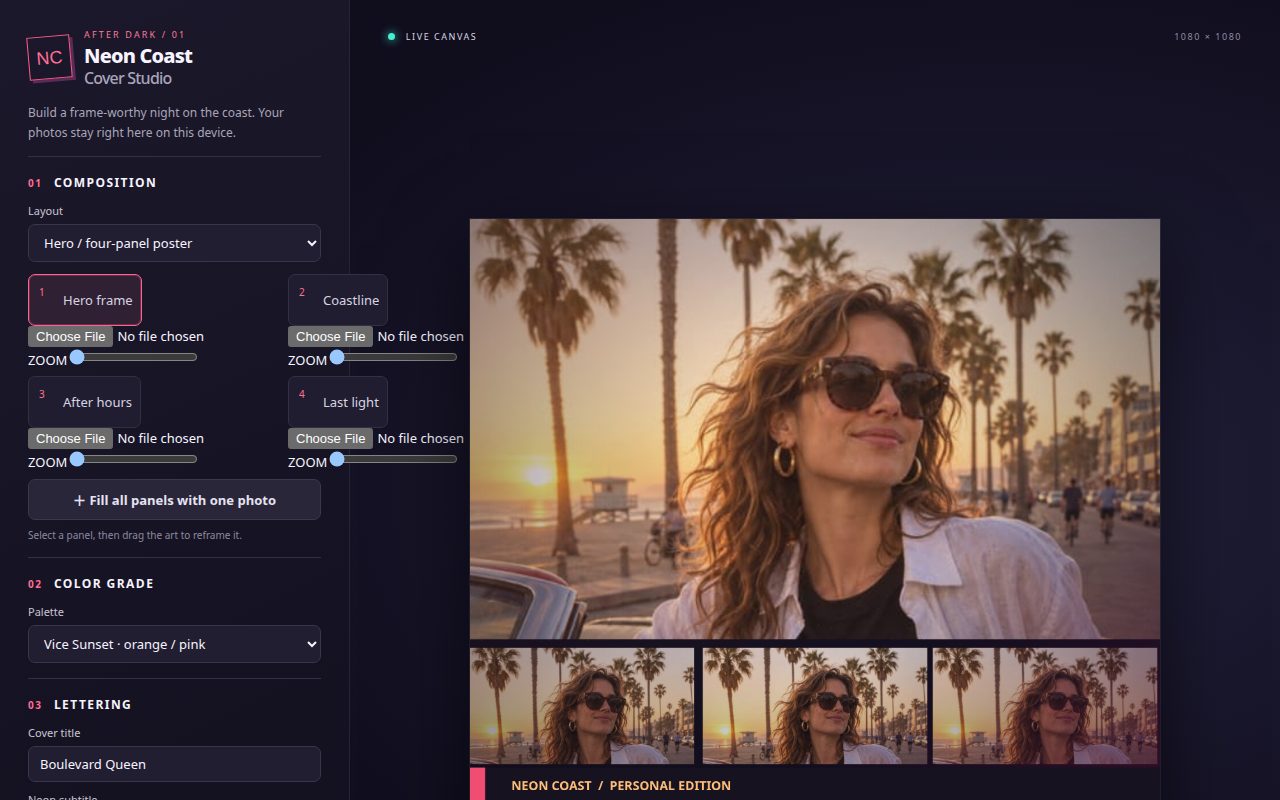 NC
AFTER DARK / 01
Neon Coast
Cover Studio
Build a frame-worthy night on the coast. Your
photos stay right here on this device.
01 COMPOSITION
Layout
Hero / four-panel poster
1 Hero frame
Choose File No file chosen
ZOOM
2 Coastline
Choose File No file chosen
ZOOM
3 After hours
Choose File No file chosen
ZOOM
4 Last light
Choose File No file chosen
ZOOM
+ Fill all panels with one photo
Select a panel, then drag the art to reframe it.
02 COLOR GRADE
Palette
Vice Sunset · orange / pink
03 LETTERING
Cover title
Boulevard Queen
Neon subtitle
LIVE CANVAS
1080 × 1080
NEON COAST / PERSONAL EDITION